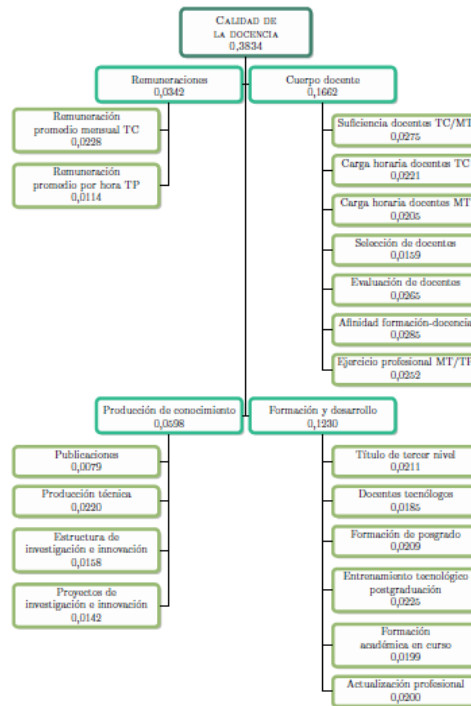 CALIDAD DE
LA DOCENCIA
0,3834
Remuneraciones
0,0342
Remuneración
promedio mensual TC
0,0228
Remuneración
promedio por hora TP
0,0114
Cuerpo docente
0,1662
Suficiencia docentes TC/MT
0,0275
Carga horaria docentes TC
0,0221
Carga horaria docentes MT
0,0205
Selección de docentes
0,0159
Evaluación de docentes
0,0265
Afinidad formación-docencia
0,0285
Ejercicio profesional MT/TP
0,0252
Producción de conocimiento
0,0598
Publicaciones
0,0079
Producción técnica
0,0220
Estructura de
investigación e innovación
0,0158
Proyectos de
investigación e innovación
0,0142
Formación y desarrollo
0,1230
Título de tercer nivel
0,0211
Docentes tecnólogos
0,0185
Formación de posgrado
0,0209
Entrenamiento tecnológico
postgraduación
0,0225
Formación
académica en curso
0,0199
Actualización profesional
0,0200